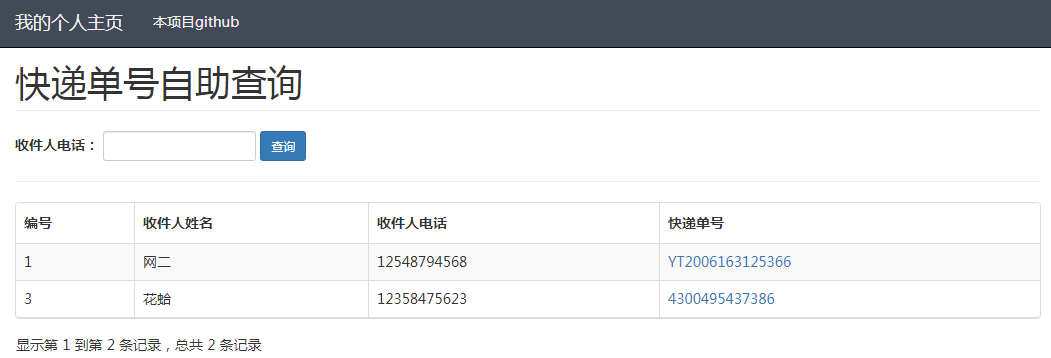 我的个人主页 本项目github
快递单号自助查询
收件人电话： 查询
编号 收件人姓名 收件人电话 快递单号
1 网二 12548794568 YT2006163125366
3 花蛤 12358475623 4300495437386
显示第 1 到第 2 条记录，总共 2 条记录